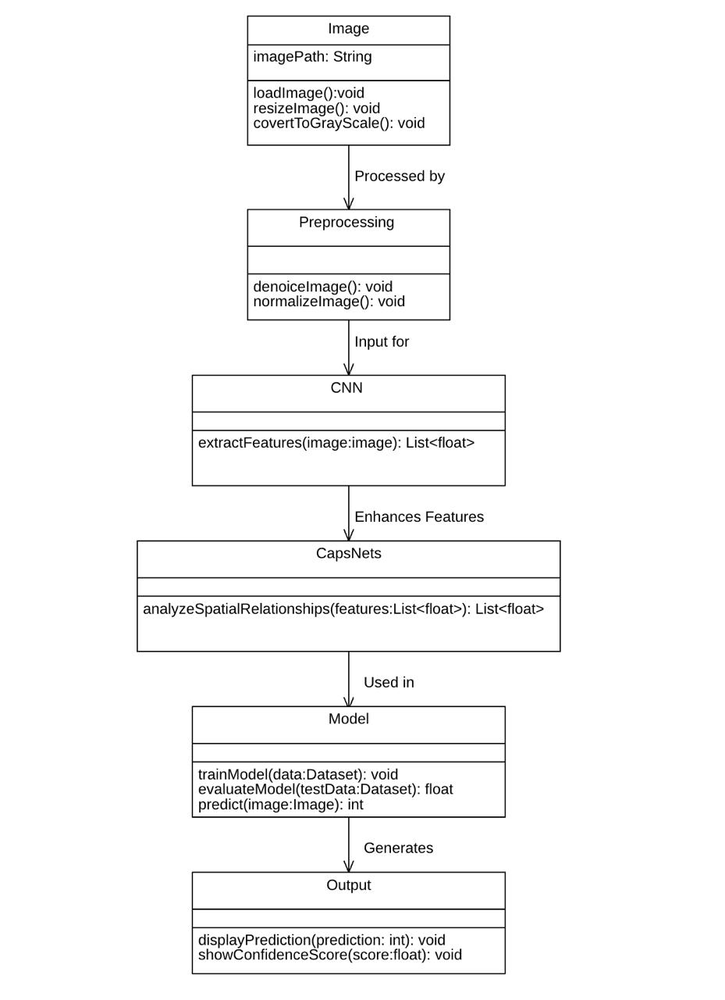 Image
imagePath: String
loadImage():void
resizeImage(): void
covertToGrayScale(): void
Processed by
Preprocessing
denoiceImage(): void
normalizeImage(): void
Input for
CNN
extractFeatures(image:image): List<float>
Enhances Features
CapsNets
analyzeSpatialRelationships(features:List<float>): List<float>
Used in
Model
trainModel(data:Dataset): void
evaluateModel(testData:Dataset): float
predict(image:Image): int
Generates
Output
displayPrediction(prediction: int): void
showConfidenceScore(score:float): void